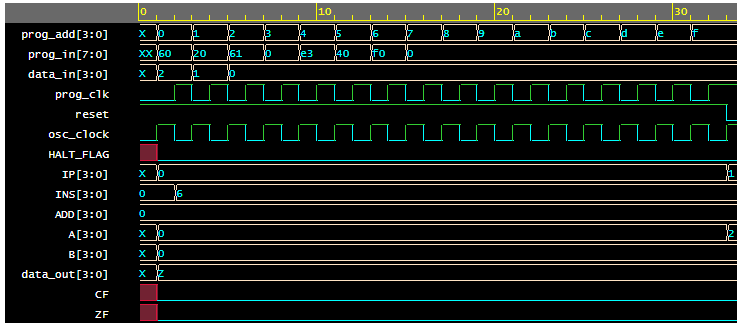 0 10 20 30
prog_add[3:0] X 0 1 2 3 4 5 6 7 8 9 a b c d e f
prog_in[7:0] XX 60 20 61 0 e3 40 f0 0
data_in[3:0] X 2 1 0
prog_clk
reset
osc_clock
HALT_FLAG
IP[3:0] X 0 1
INS[3:0] 0 6
ADD[3:0] 0
A[3:0] X 0 2
B[3:0] X 0
data_out[3:0] X Z
CF
ZF